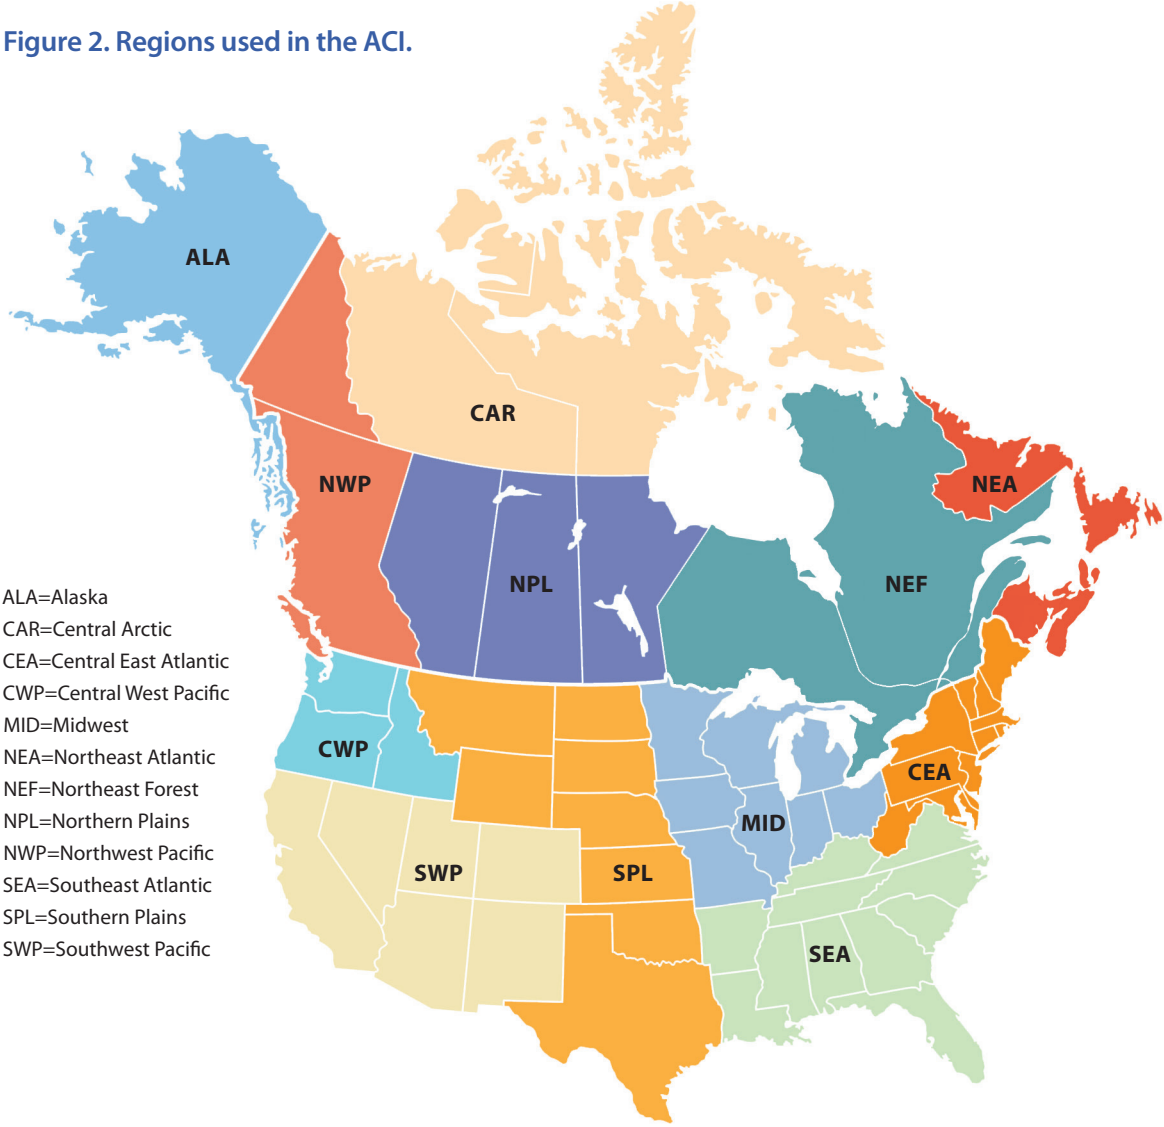 Figure 2. Regions used in the ACI.
ALA
CAR
NWP
NEA
NPL
NEF
ALA=Alaska
CAR=Central Arctic
CEA=Central East Atlantic
CWP=Central West Pacific
MID=Midwest
NEA=Northeast Atlantic
NEF=Northeast Forest
NPL=Northern Plains
NWP=Northwest Pacific
SEA=Southeast Atlantic
SPL=Southern Plains
SWP=Southwest Pacific
CWP
CEA
MID
SWP
SPL
SEA